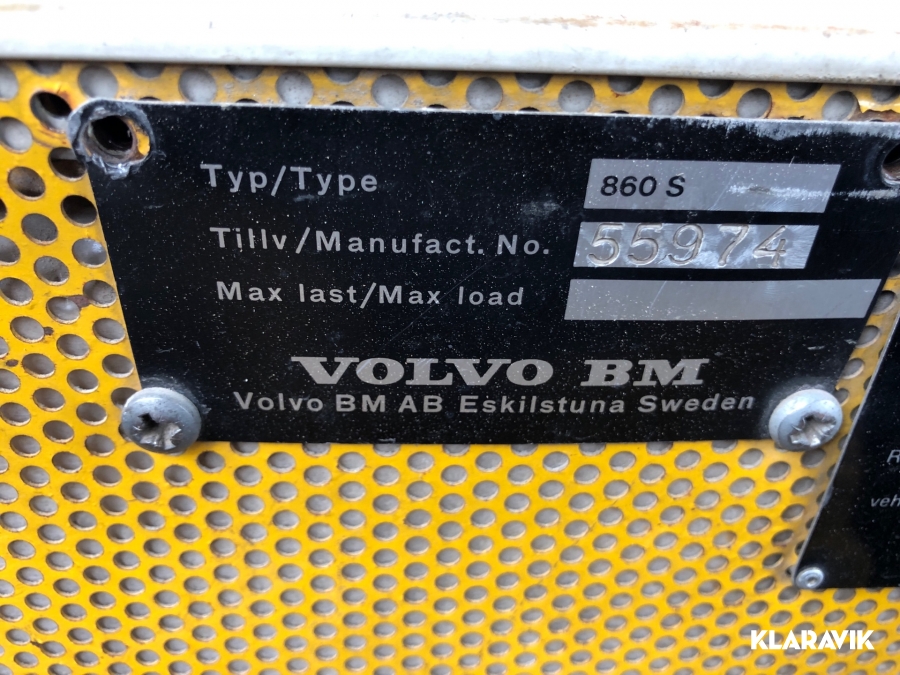 Typ/Type 860 S
Tillv/Manufact. No. 55974
Max last/Max load
VOLVO BM
Volvo BM AB Eskilstuna Sweden
KLARAVIK